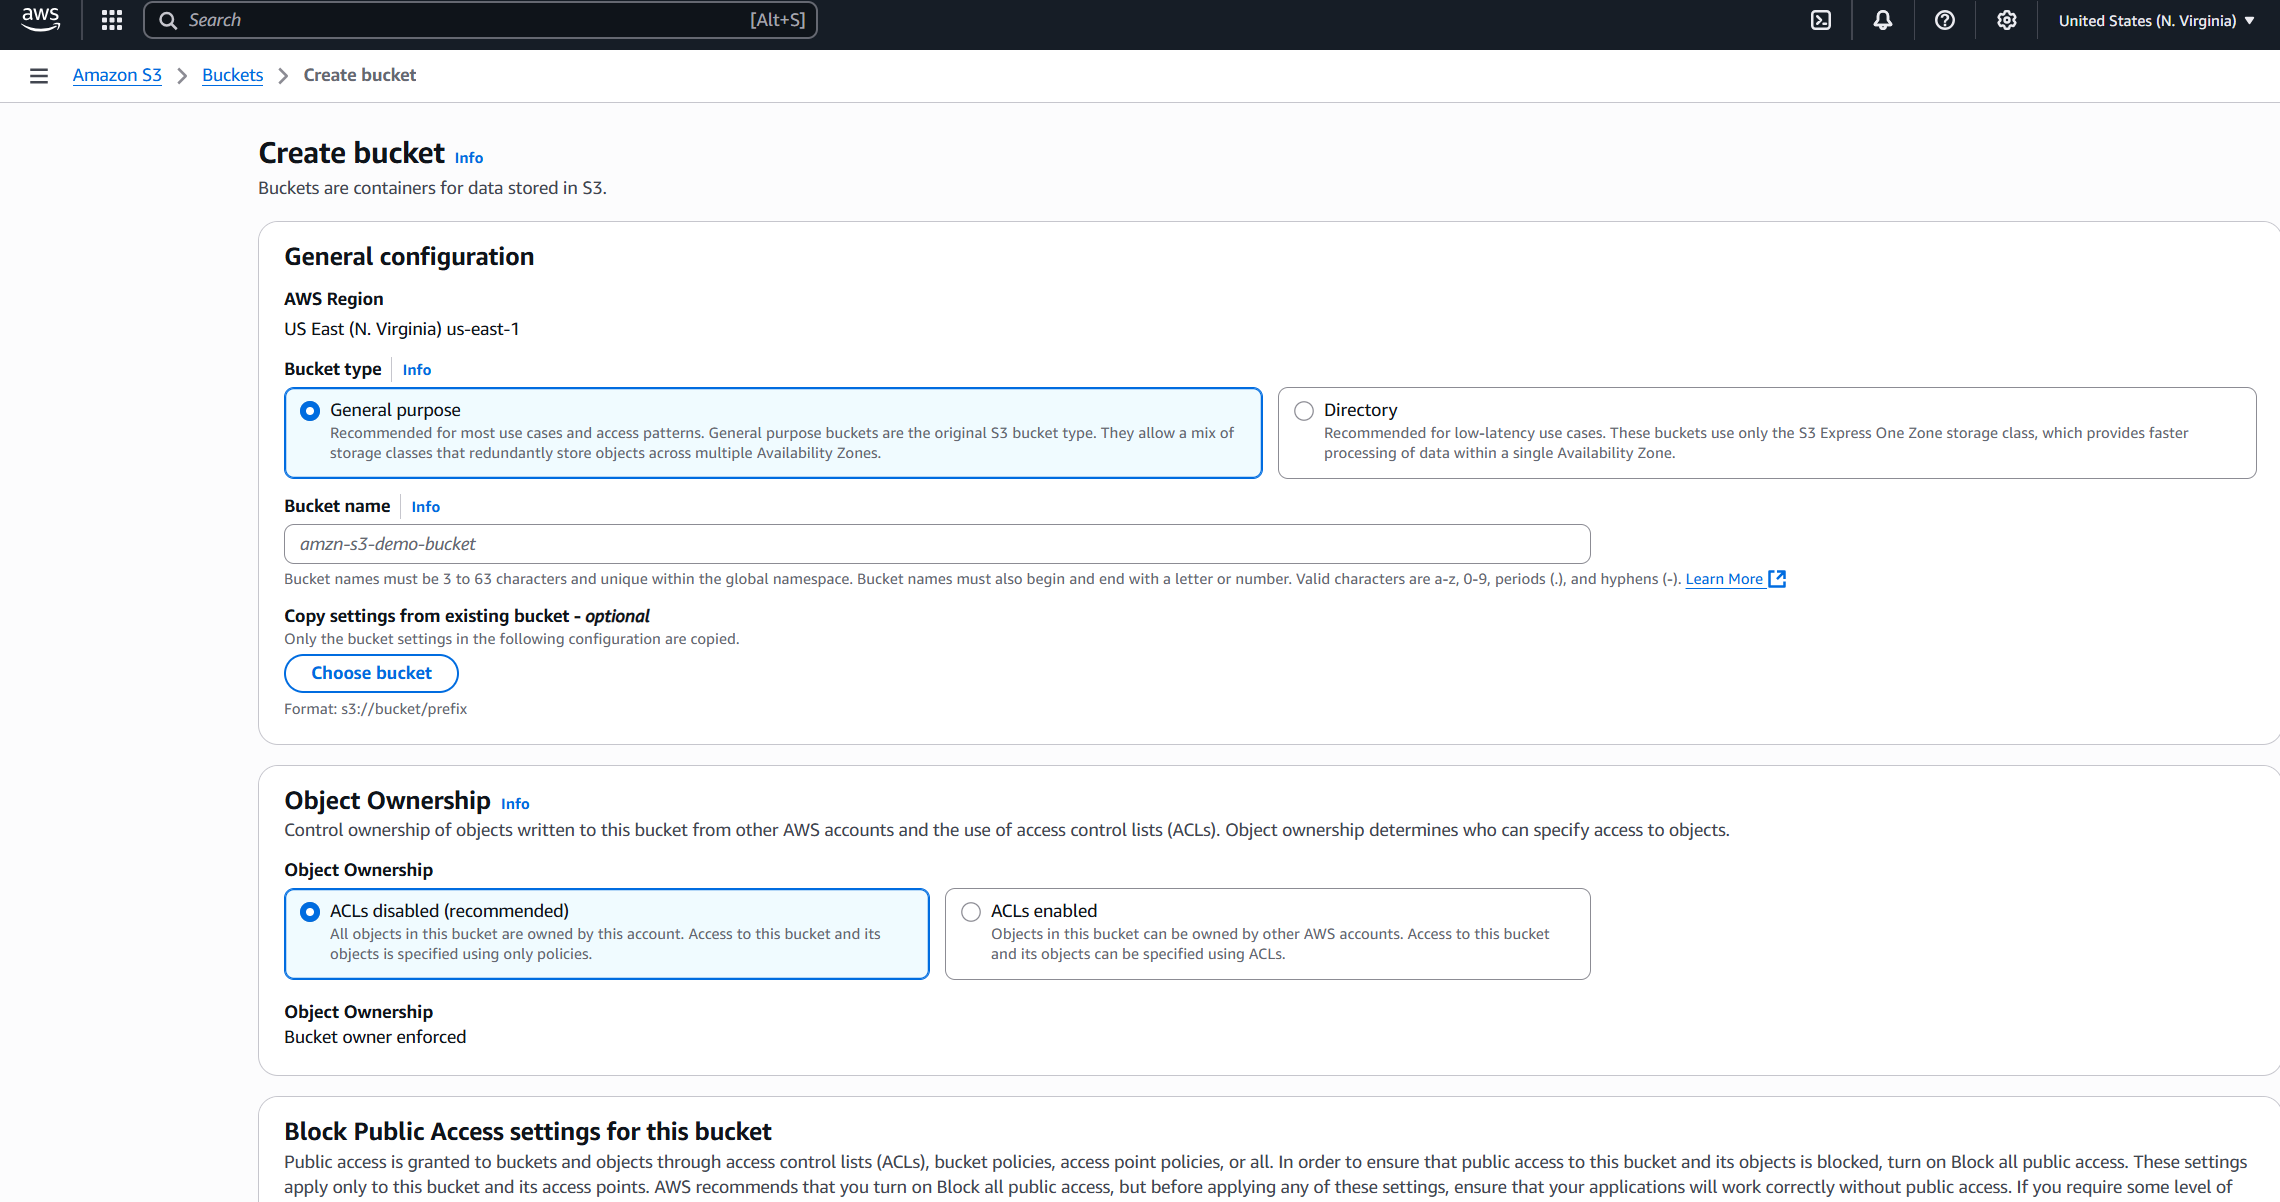 aws
Search
[Alt+S]
United States (N. Virginia)
Amazon S3
Buckets
Create bucket
Create bucket Info
Buckets are containers for data stored in S3.
General configuration
AWS Region
US East (N. Virginia) us-east-1
Bucket type Info
General purpose
Recommended for most use cases and access patterns. General purpose buckets are the original S3 bucket type. They allow a mix of
storage classes that redundantly store objects across multiple Availability Zones.
Directory
Recommended for low-latency use cases. These buckets use only the S3 Express One Zone storage class, which provides faster
processing of data within a single Availability Zone.
Bucket name Info
amzn-s3-demo-bucket
Bucket names must be 3 to 63 characters and unique within the global namespace. Bucket names must also begin and end with a letter or number. Valid characters are a-z, 0-9, periods (.), and hyphens (-). Learn More
Copy settings from existing bucket - optional
Only the bucket settings in the following configuration are copied.
Choose bucket
Format: s3://bucket/prefix
Object Ownership Info
Control ownership of objects written to this bucket from other AWS accounts and the use of access control lists (ACLs). Object ownership determines who can specify access to objects.
Object Ownership
ACLs disabled (recommended)
All objects in this bucket are owned by this account. Access to this bucket and its
objects is specified using only policies.
ACLs enabled
Objects in this bucket can be owned by other AWS accounts. Access to this bucket
and its objects can be specified using ACLs.
Object Ownership
Bucket owner enforced
Block Public Access settings for this bucket
Public access is granted to buckets and objects through access control lists (ACLs), bucket policies, access point policies, or all. In order to ensure that public access to this bucket and its objects is blocked, turn on Block all public access. These settings
apply only to this bucket and its access points. AWS recommends that you turn on Block all public access, but before applying any of these settings, ensure that your applications will work correctly without public access. If you require some level of